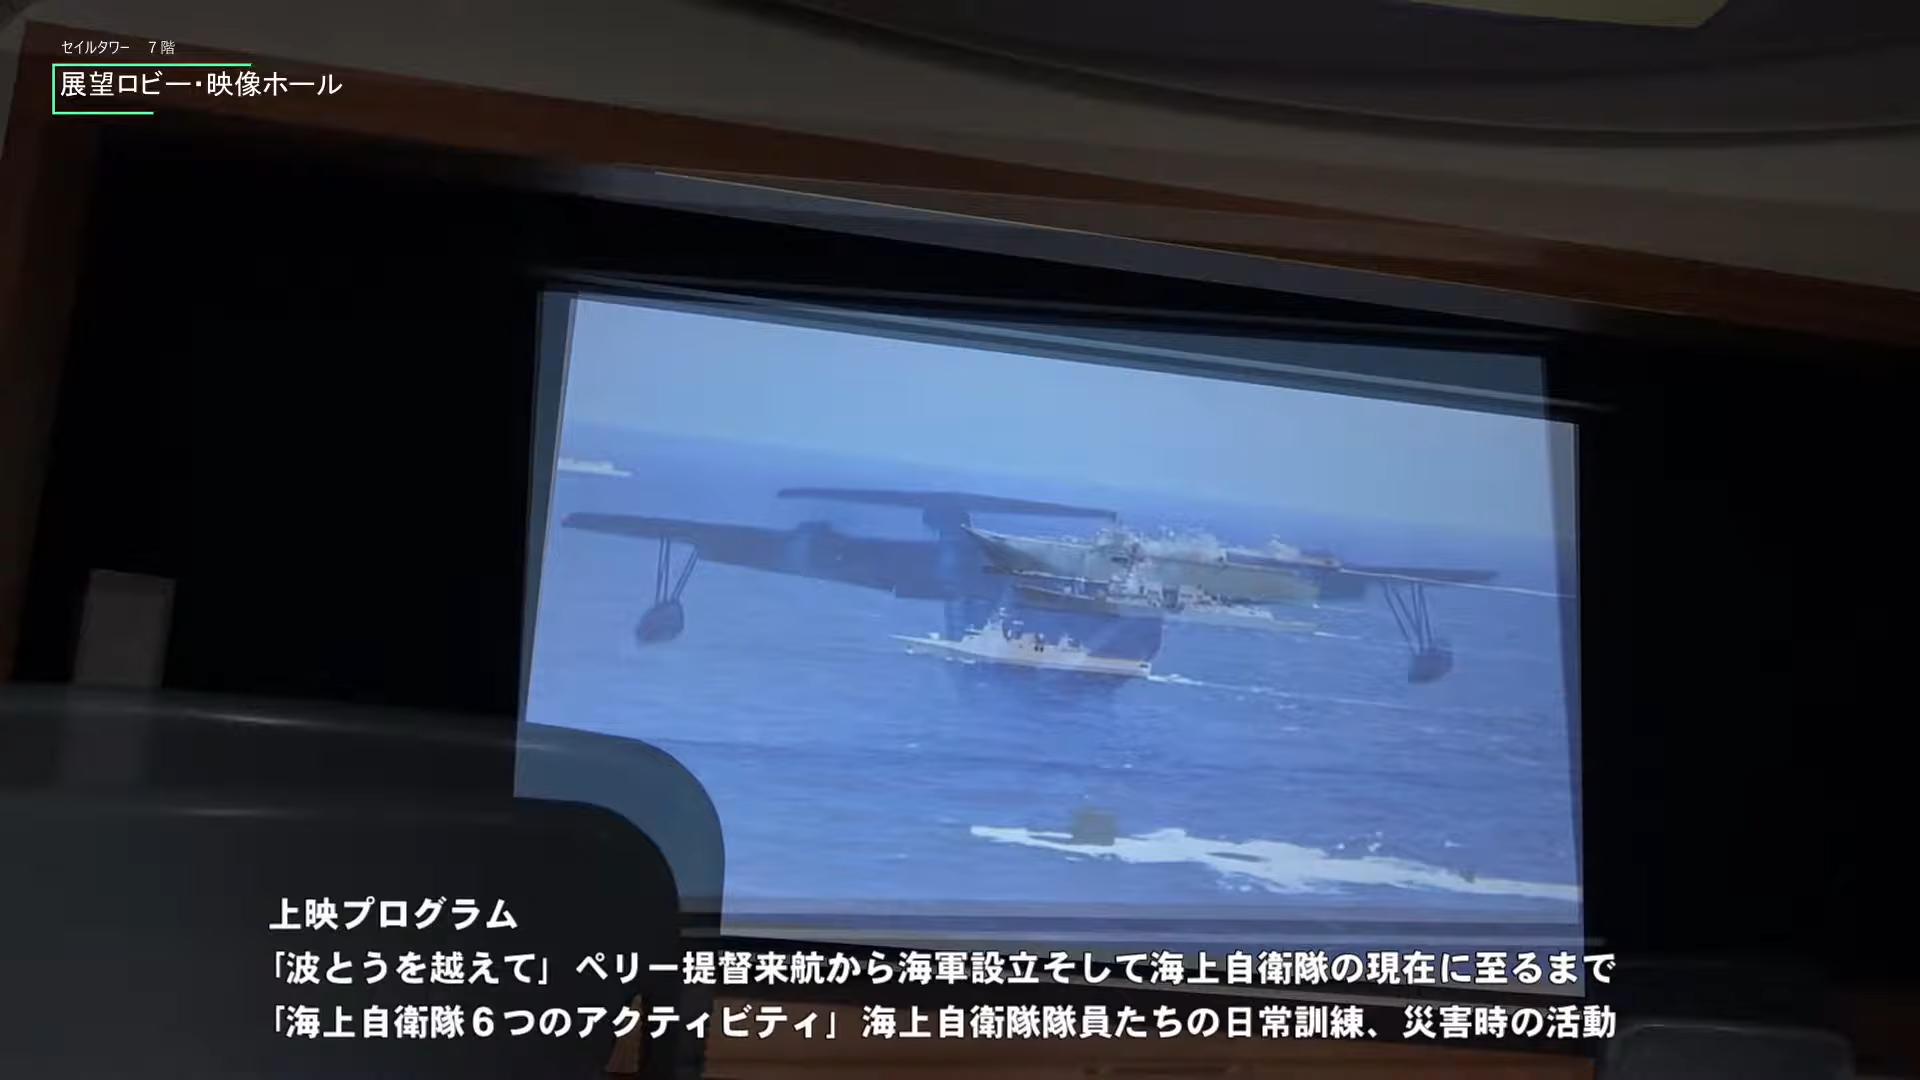 セイルタワー　７階
展望ロビー・映像ホール
上映プログラム
「波とうを越えて」 ペリー提督来航から海軍設立そして海上自衛隊の現在に至るまで
「海上自衛隊６つのアクティビティ」 海上自衛隊隊員たちの日常訓練、災害時の活動